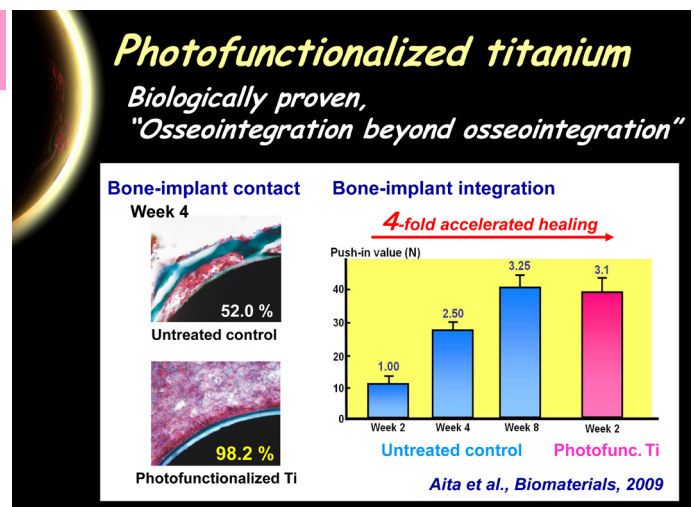 Photofunctionalized titanium
Biologically proven,
"Osseointegration beyond osseointegration"
Bone-implant contact
Week 4
52.0 %
Untreated control
98.2 %
Photofunctionalized Ti
Bone-implant integration
4-fold accelerated healing
Push-in value (N)
40
30
20
10
0
1.00
2.50
3.25
3.1
Week 2 Week 4 Week 8 Week 2
Untreated control Photofunc. Ti
Aita et al., Biomaterials, 2009